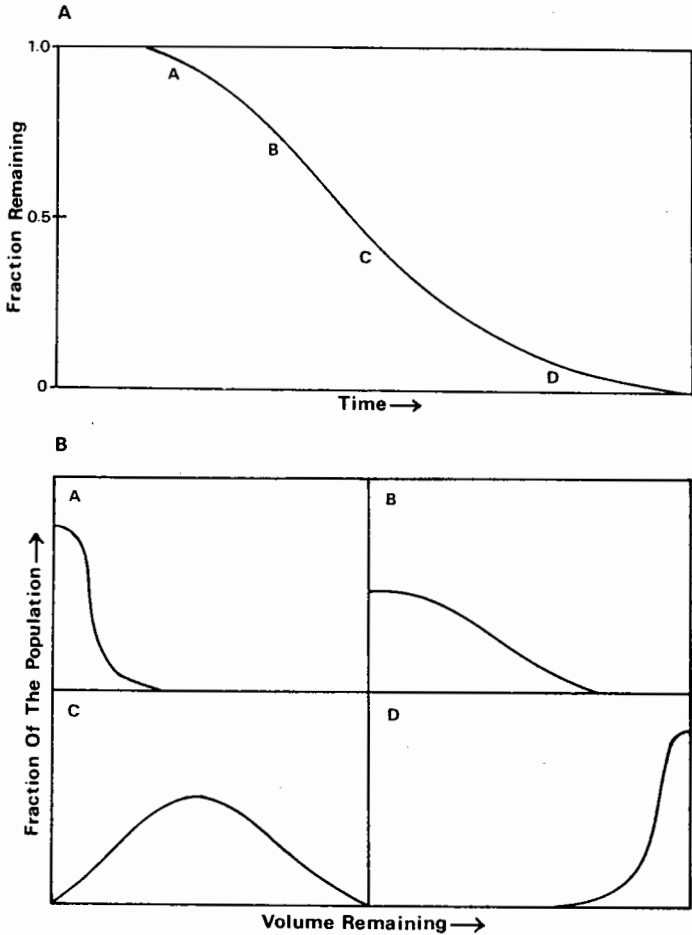 A
1.0
0.5
0
Fraction Remaining
A
B
C
D
Time →
B
A
B
C
D
Fraction Of The Population →
Volume Remaining →